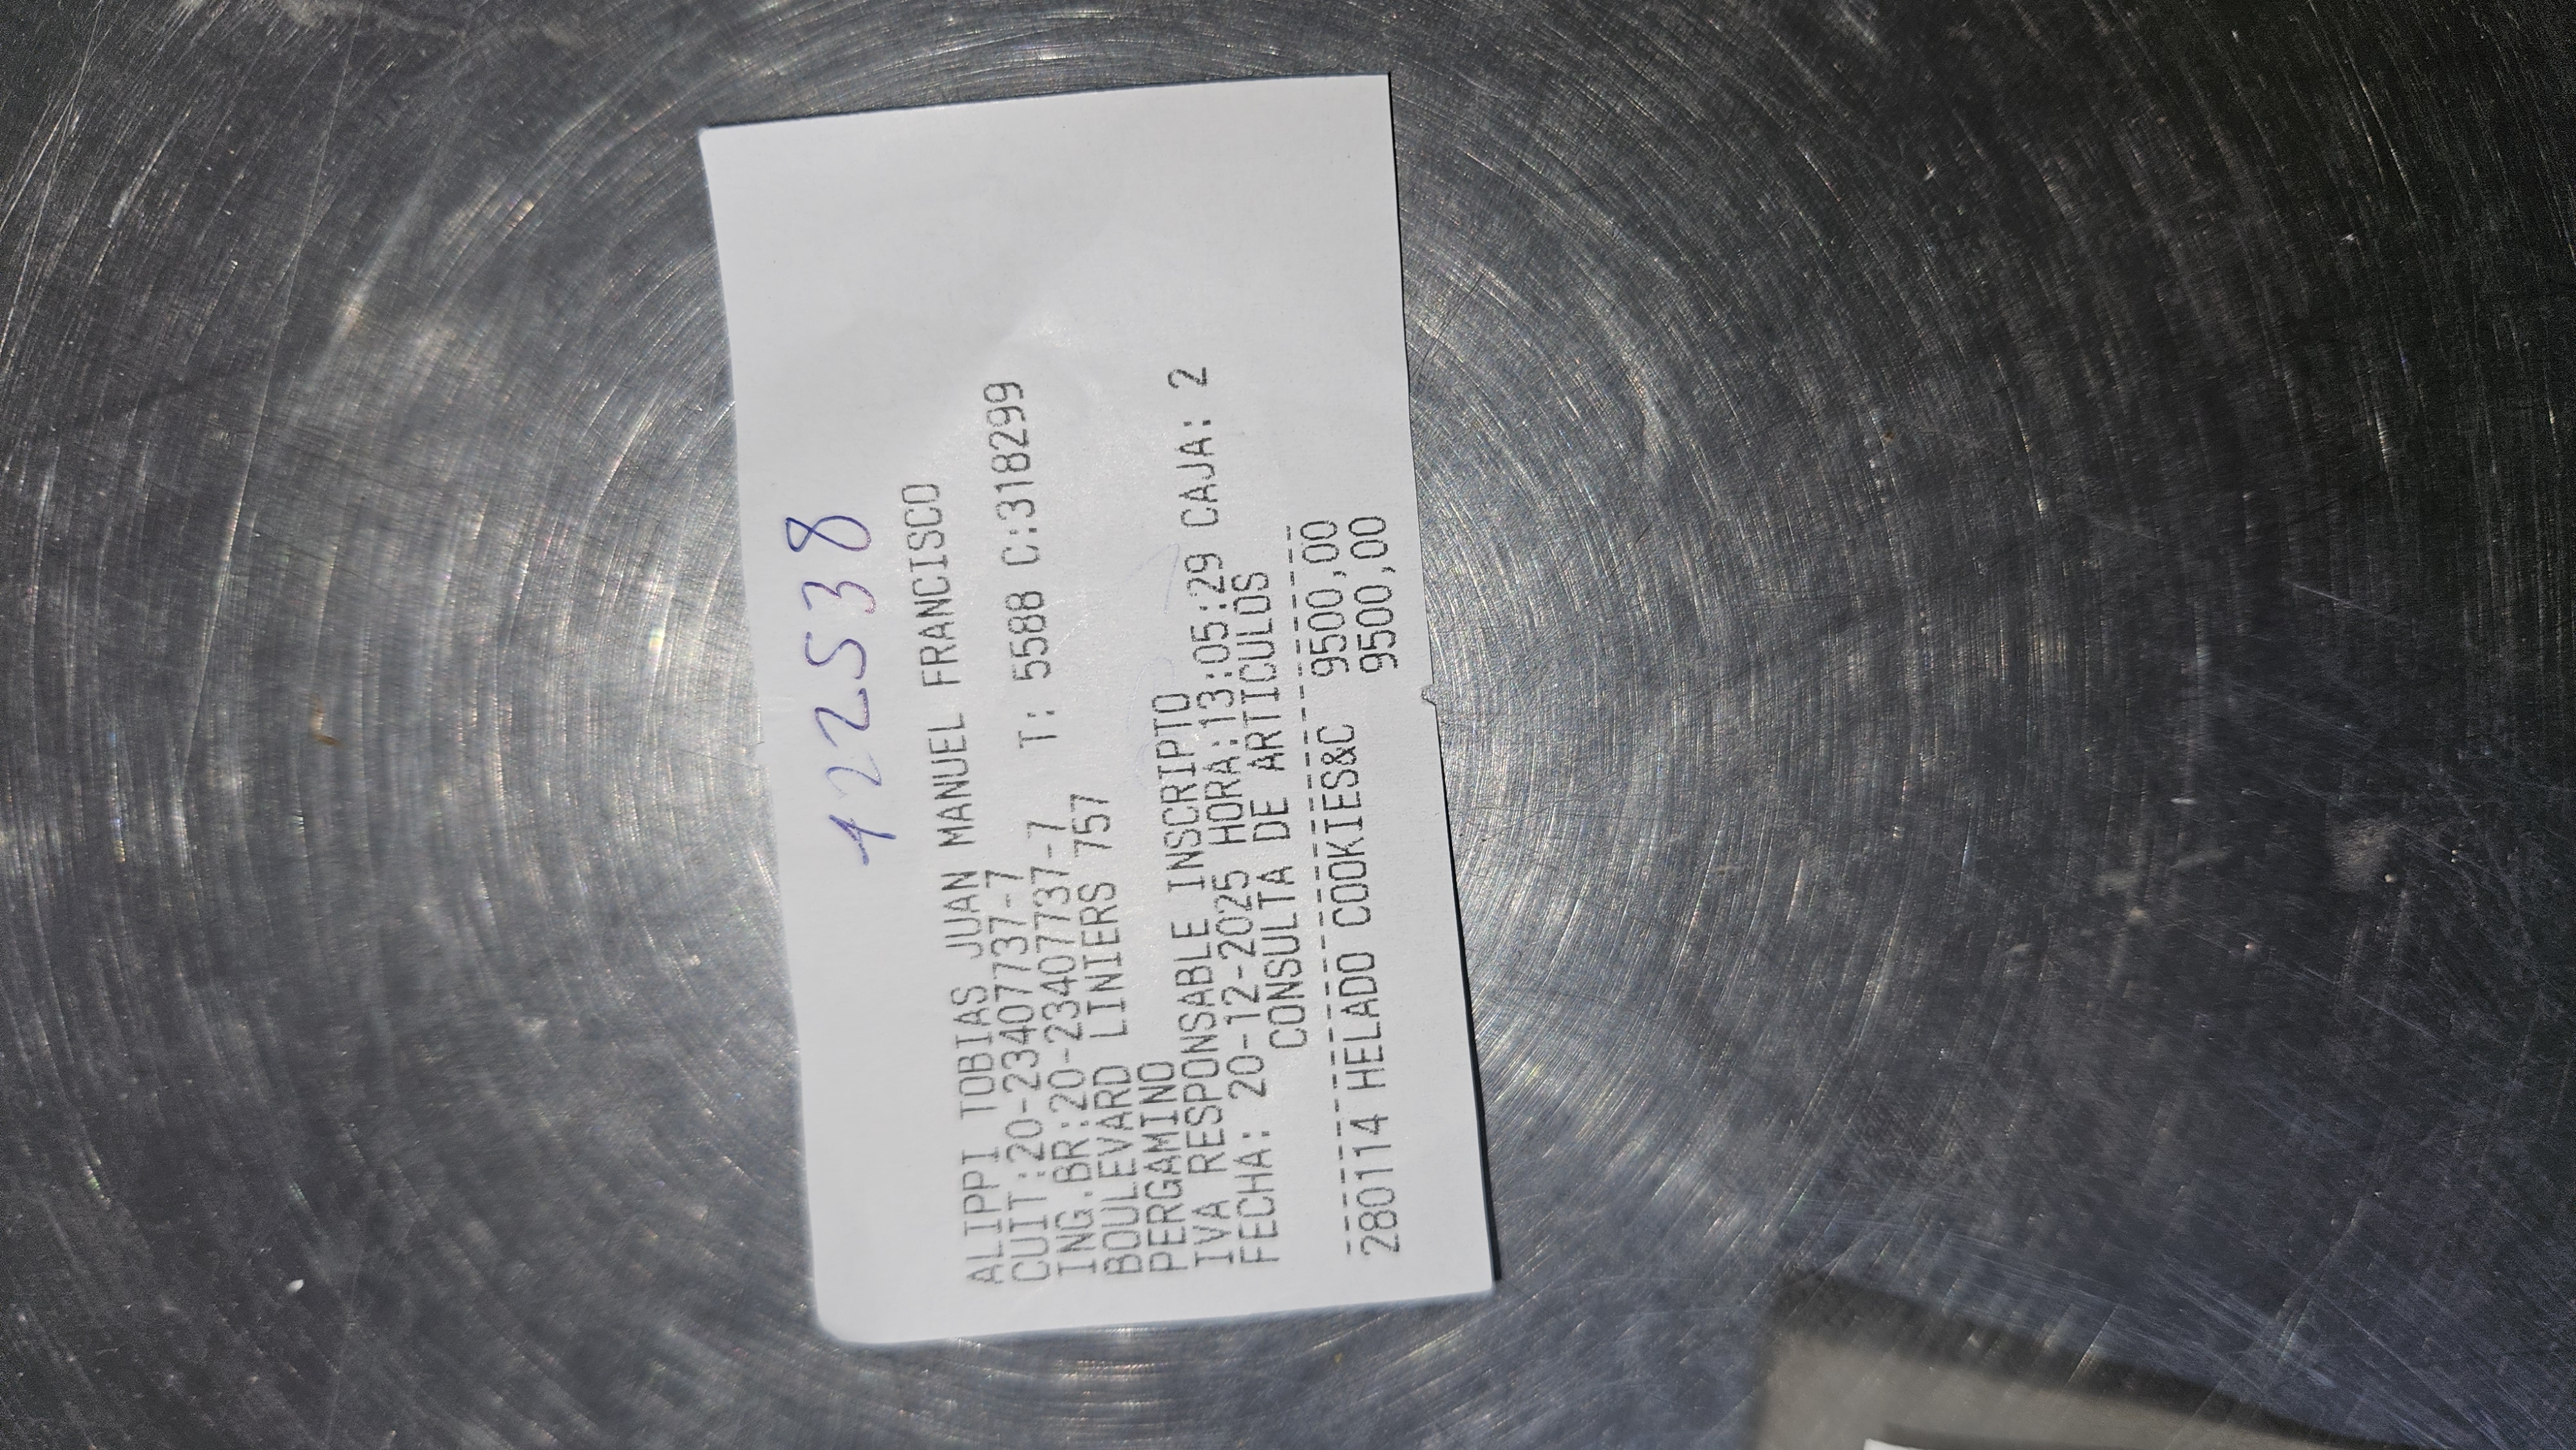 122538
ALIPPI TOBIAS JUAN MANUEL FRANCISCO
CUIT:20-23407737-7
ING.BR:20-23407737-7 T: 5588 C:318299
BOULEVARD LINIERS 757
PERGAMINO
IVA RESPONSABLE INSCRIPTO
FECHA: 20-12-2025 HORA:13:05:29 CAJA: 2
CONSULTA DE ARTICULOS
280114 HELADO COOKIES&C 9500,00
9500,00